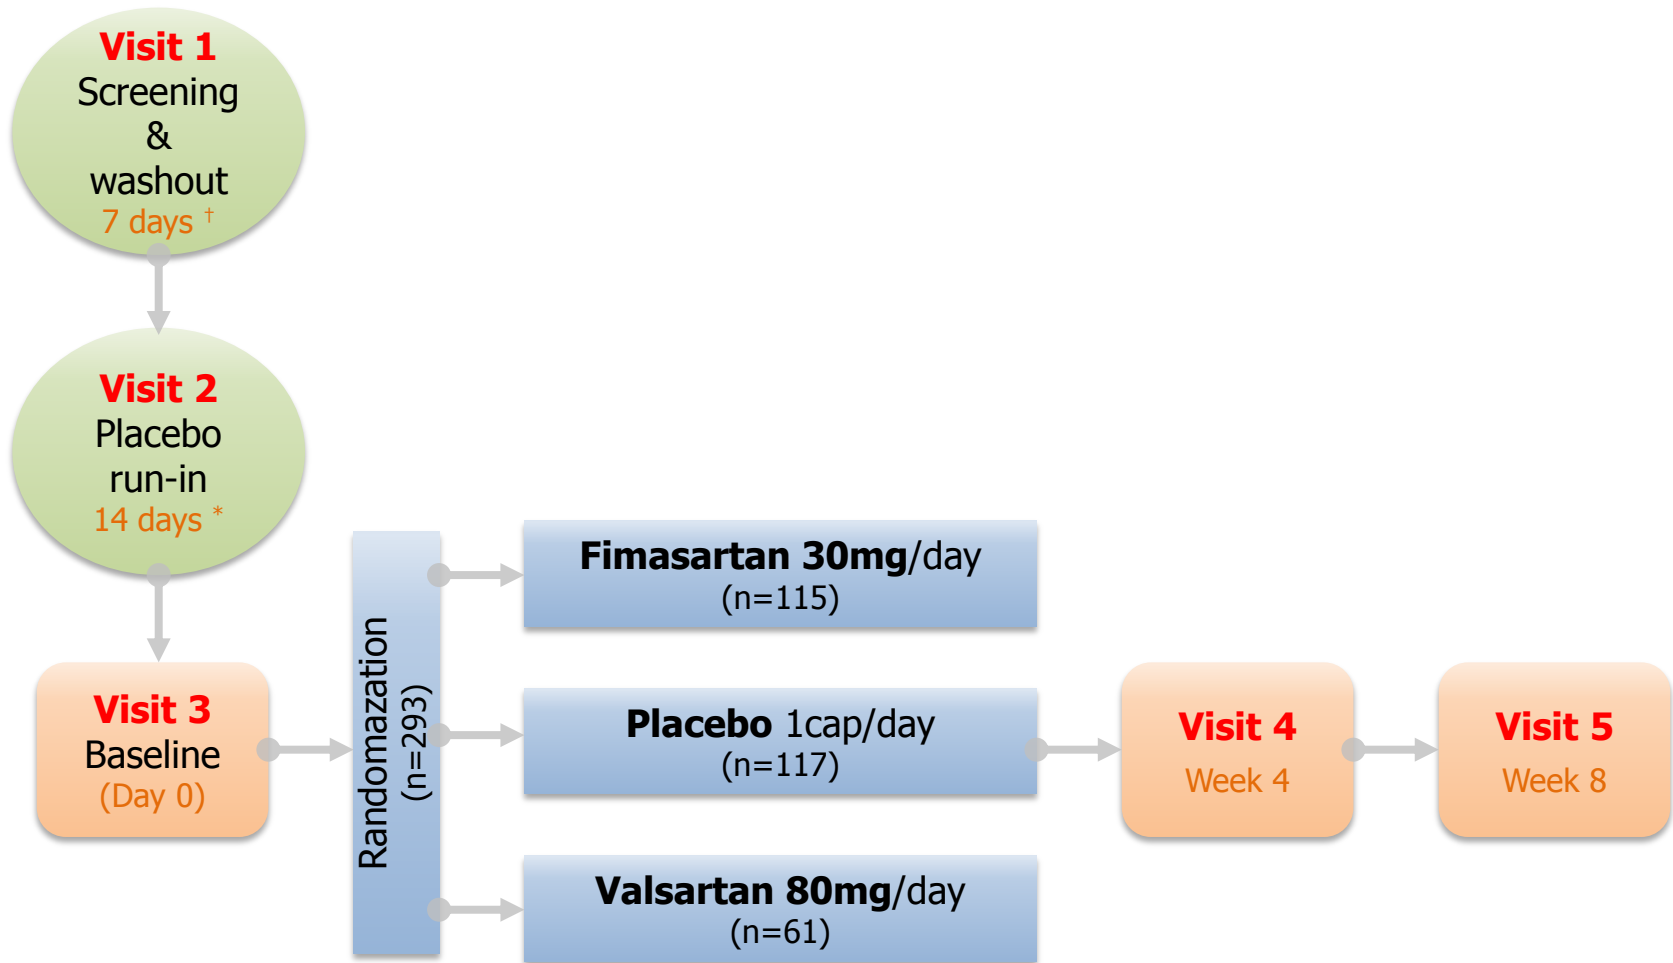 Visit 1
Screening
&
washout
7 days †
Visit 2
Placebo
run-in
14 days *
Visit 3
Baseline
(Day 0)
Randomazation
(n=293)
Fimasartan 30mg/day
(n=115)
Placebo 1cap/day
(n=117)
Valsartan 80mg/day
(n=61)
Visit 4
Week 4
Visit 5
Week 8